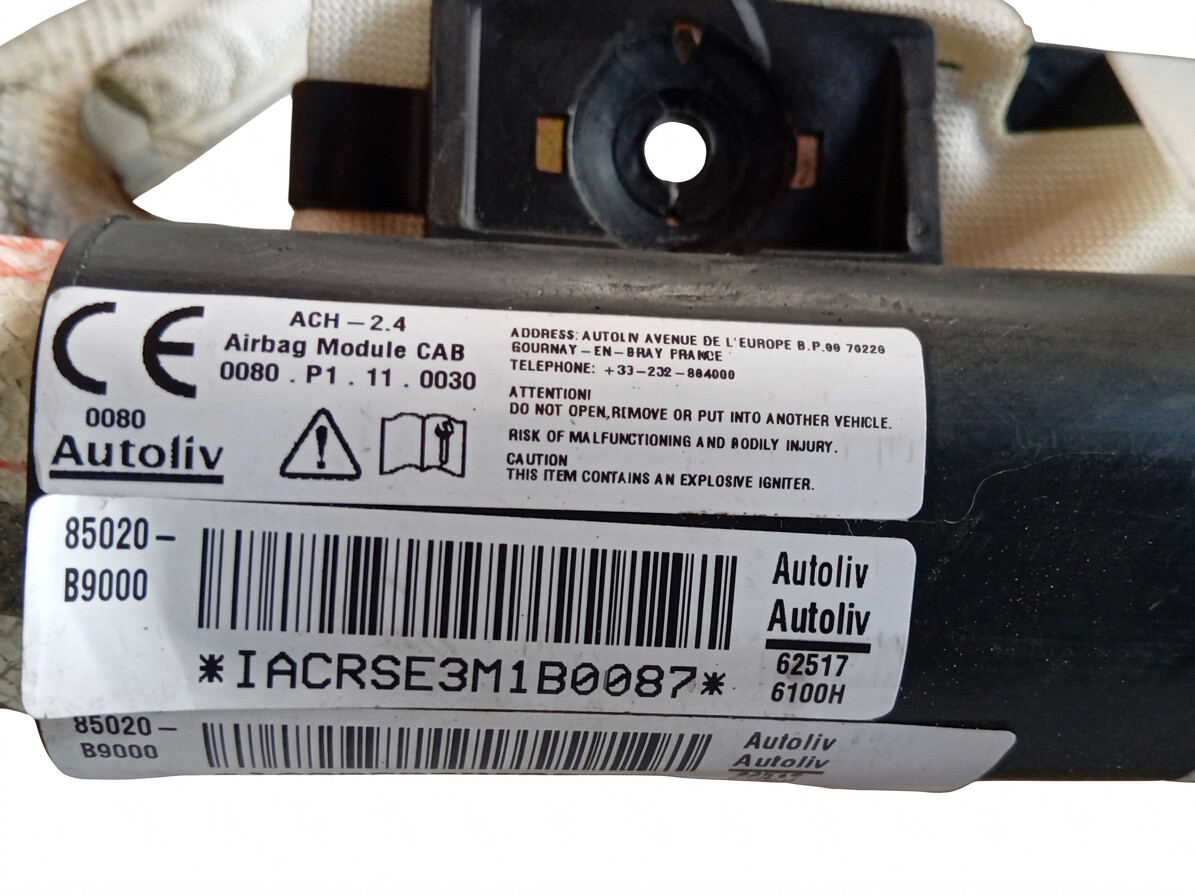 CE
0080
Autoliv
ACH – 2.4
Airbag Module CAB
0080 . P1 . 11 . 0030
ADDRESS: AUTOLIV AVENUE DE L'EUROPE B.P.09 70220
GOURNAY – EN – BRAY FRANCE
TELEPHONE: +33–232–884000
ATTENTION!
DO NOT OPEN,REMOVE OR PUT INTO ANOTHER VEHICLE.
RISK OF MALFUNCTIONING AND BODILY INJURY.
CAUTION
THIS ITEM CONTAINS AN EXPLOSIVE IGNITER.
85020–
B9000
*IACRSE3M1B0087*
Autoliv
Autoliv
62517
6100H
85020–
B9000
Autoliv
Autoliv